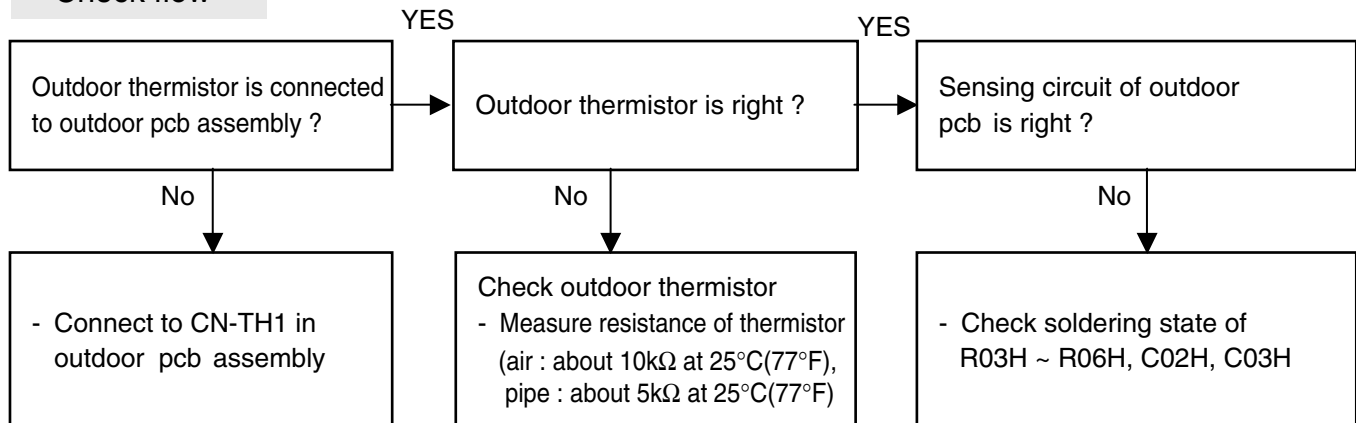 Check flow
YES
YES
Outdoor thermistor is connected
to outdoor pcb assembly ?
Outdoor thermistor is right ?
Sensing circuit of outdoor
pcb is right ?
No
No
No
- Connect to CN-TH1 in
outdoor pcb assembly
Check outdoor thermistor
- Measure resistance of thermistor
(air : about 10kΩ at 25°C(77°F),
pipe : about 5kΩ at 25°C(77°F)
- Check soldering state of
R03H ~ R06H, C02H, C03H